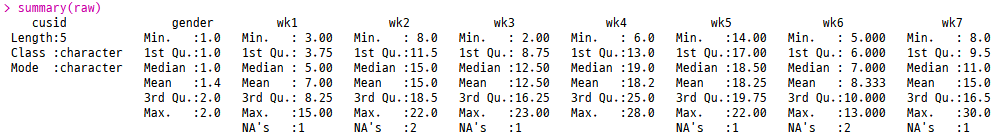 > summary(raw)
cusid gender wk1 wk2 wk3 wk4 wk5 wk6 wk7
Length:5 Min. :1.0 Min. : 3.00 Min. : 8.0 Min. : 2.00 Min. : 6.0 Min. :14.00 Min. : 5.000 Min. : 8.0
Class :character 1st Qu.:1.0 1st Qu.: 3.75 1st Qu.:11.5 1st Qu.: 8.75 1st Qu.:13.0 1st Qu.:17.00 1st Qu.: 6.000 1st Qu.: 9.5
Mode :character Median :1.0 Median : 5.00 Median :15.0 Median :12.50 Median :19.0 Median :18.50 Median : 7.000 Median :11.0
Mean :1.4 Mean : 7.00 Mean :15.0 Mean :12.50 Mean :18.2 Mean :18.25 Mean : 8.333 Mean :15.0
3rd Qu.:2.0 3rd Qu.: 8.25 3rd Qu.:18.5 3rd Qu.:16.25 3rd Qu.:25.0 3rd Qu.:19.75 3rd Qu.:10.000 3rd Qu.:16.5
Max. :2.0 Max. :15.00 Max. :22.0 Max. :23.00 Max. :28.0 Max. :22.00 Max. :13.000 Max. :30.0
NA's :1 NA's :2 NA's :1 NA's :1 NA's :2 NA's :1